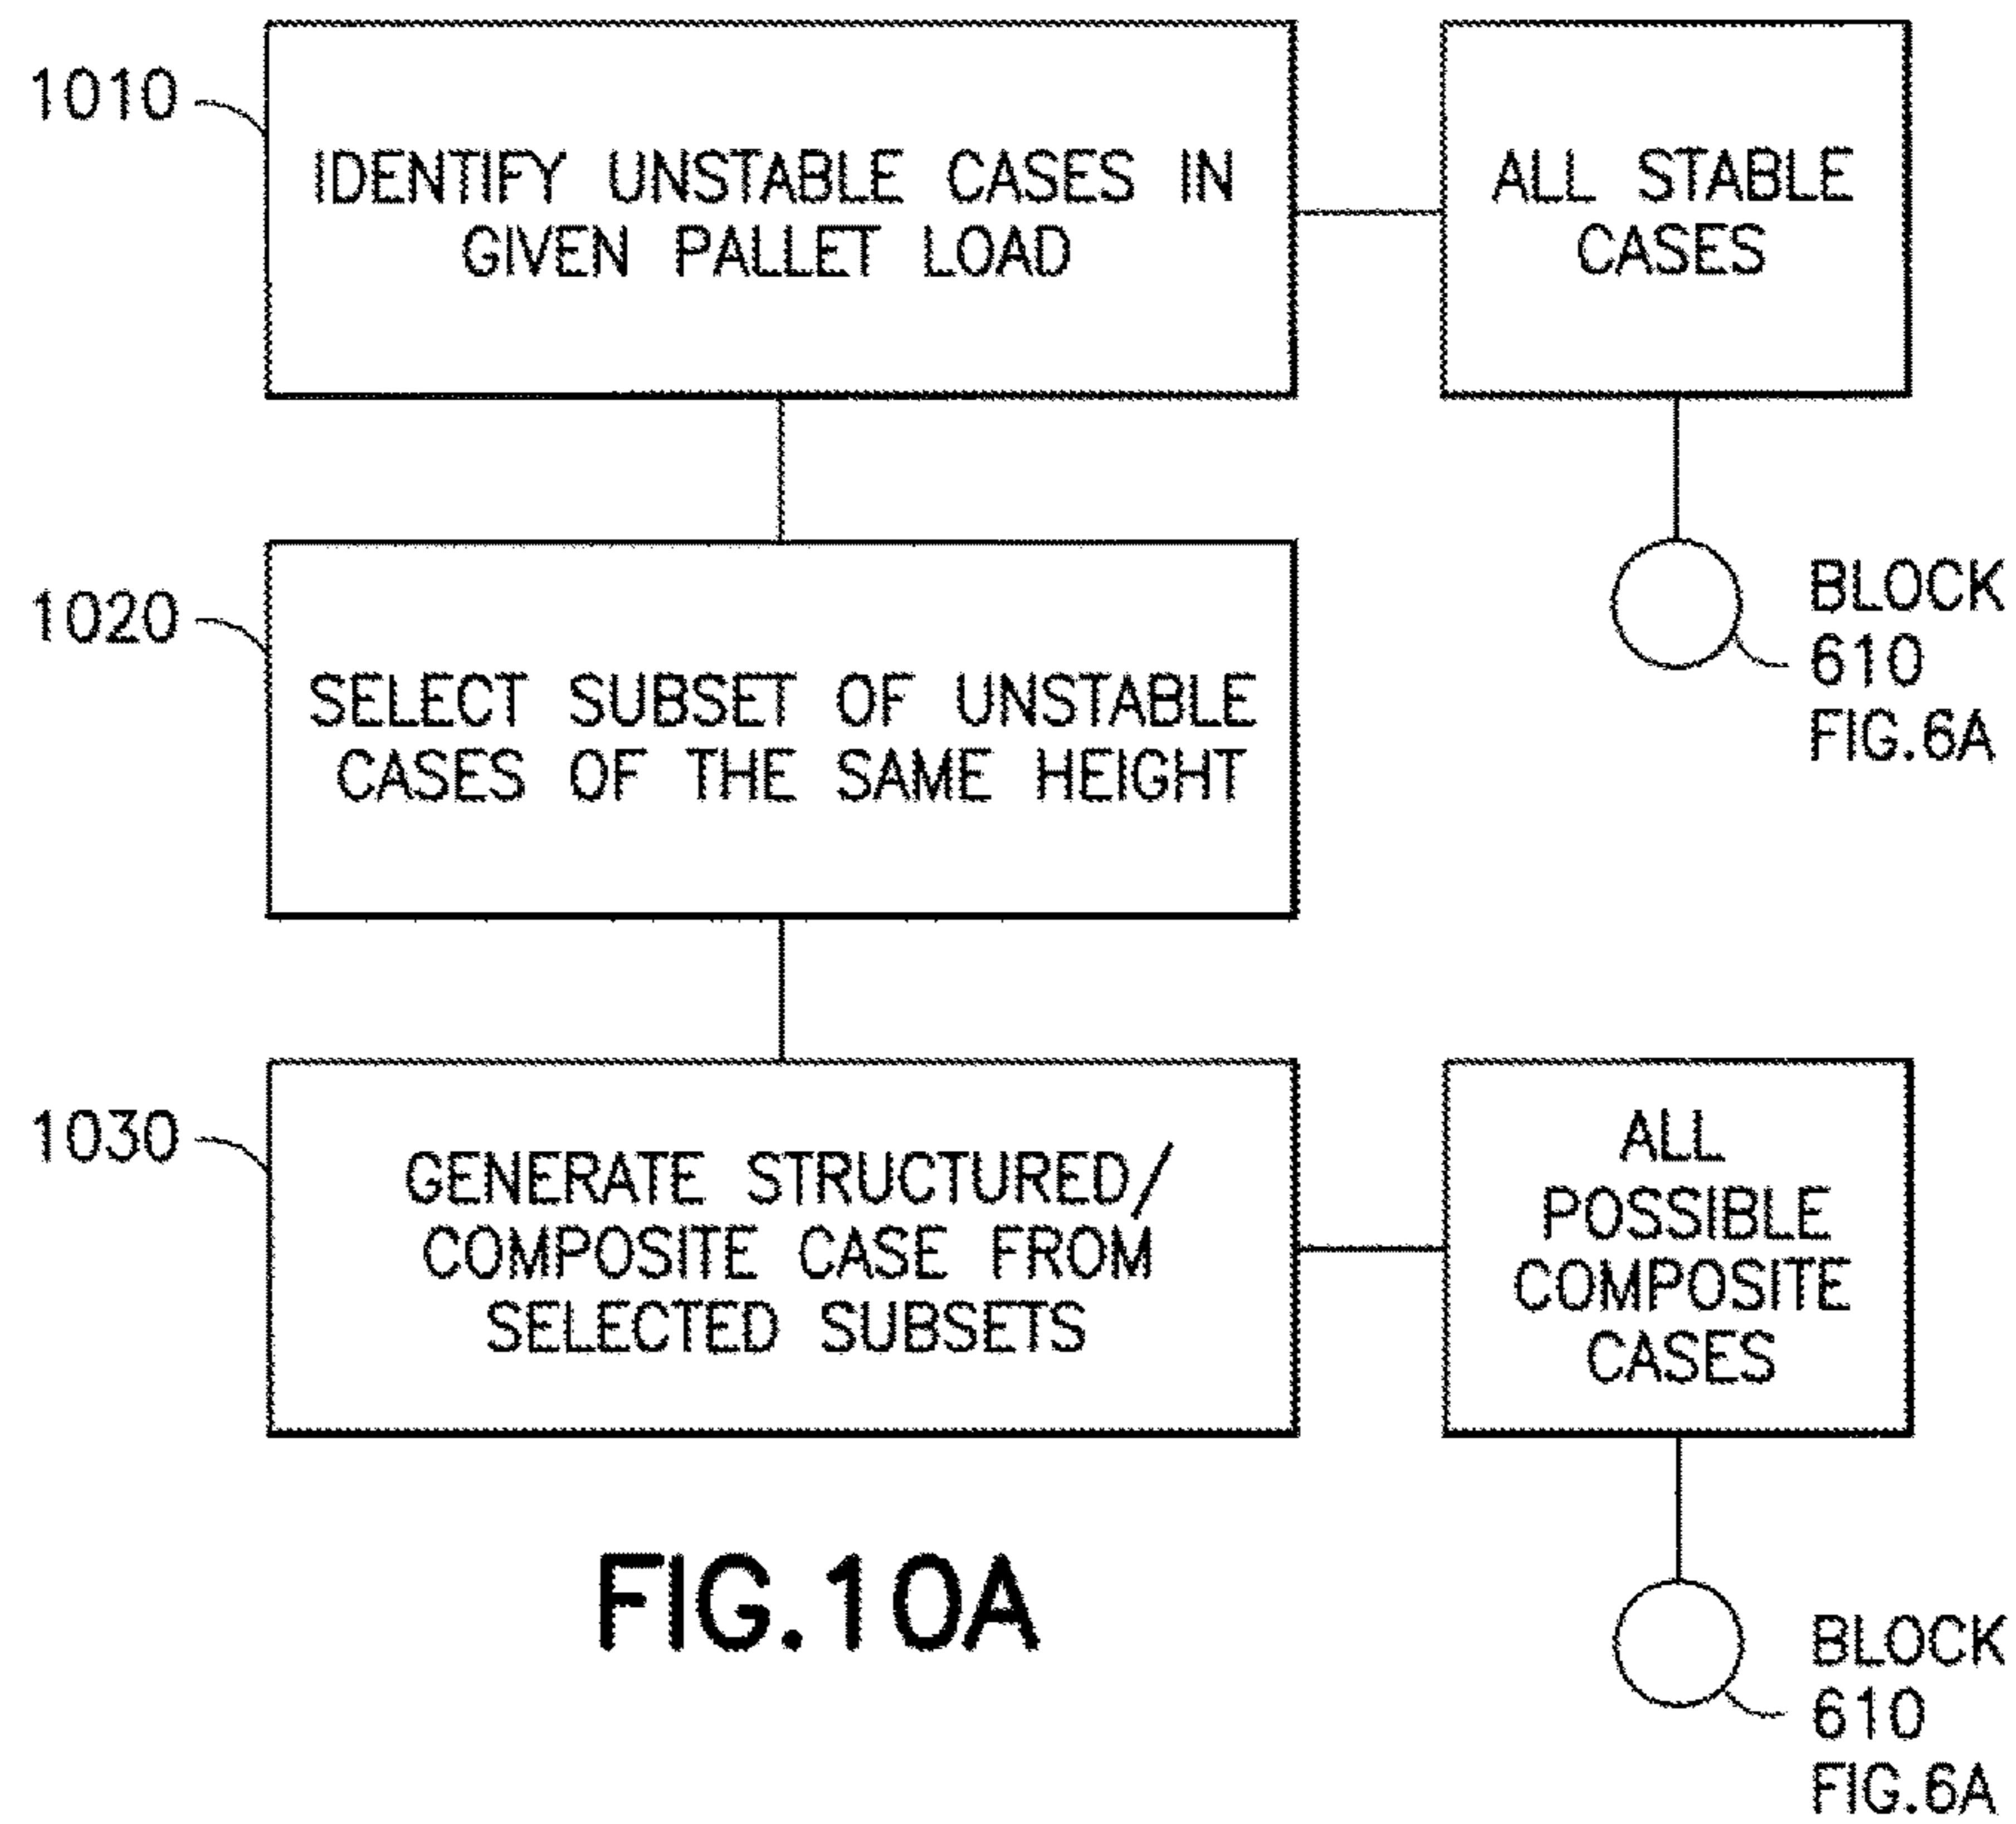 1010
IDENTIFY UNSTABLE CASES IN
GIVEN PALLET LOAD
ALL STABLE
CASES
BLOCK
610
FIG.6A
1020
SELECT SUBSET OF UNSTABLE
CASES OF THE SAME HEIGHT
1030
GENERATE STRUCTURED/
COMPOSITE CASE FROM
SELECTED SUBSETS
ALL
POSSIBLE
COMPOSITE
CASES
BLOCK
610
FIG.6A
FIG.10A